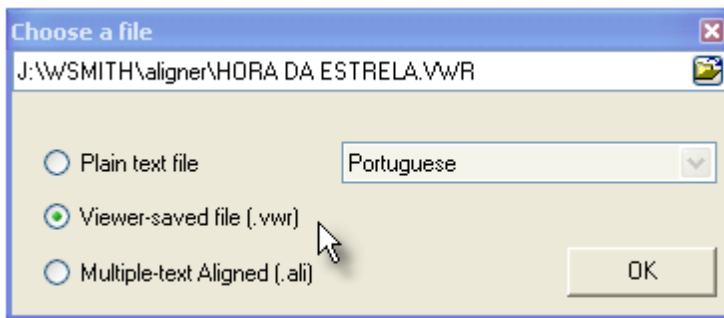 Choose a file
J:\WSMITH\aligner\HORA DA ESTRELA.VWR
Plain text file
Portuguese
Viewer-saved file (.vwr)
Multiple-text Aligned (.ali)
OK